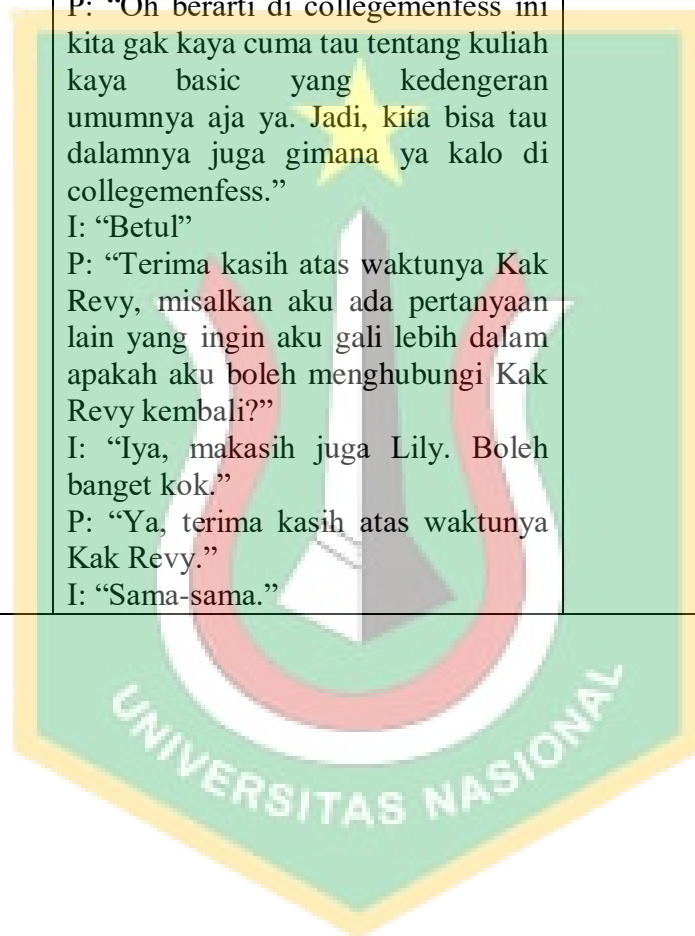 P: “Oh berarti di collegemenfess ini
kita gak kaya cuma tau tentang kuliah
kaya basic yang kedengeran
umumnya aja ya. Jadi, kita bisa tau
dalamnya juga gimana ya kalo di
collegemenfess.”
I: “Betul”
P: “Terima kasih atas waktunya Kak
Revy, misalkan aku ada pertanyaan
lain yang ingin aku gali lebih dalam
apakah aku boleh menghubungi Kak
Revy kembali?”
I: “Iya, makasih juga Lily. Boleh
banget kok.”
P: “Ya, terima kasih atas waktunya
Kak Revy.”
I: “Sama-sama.”
UNIVERSITAS NASIONAL